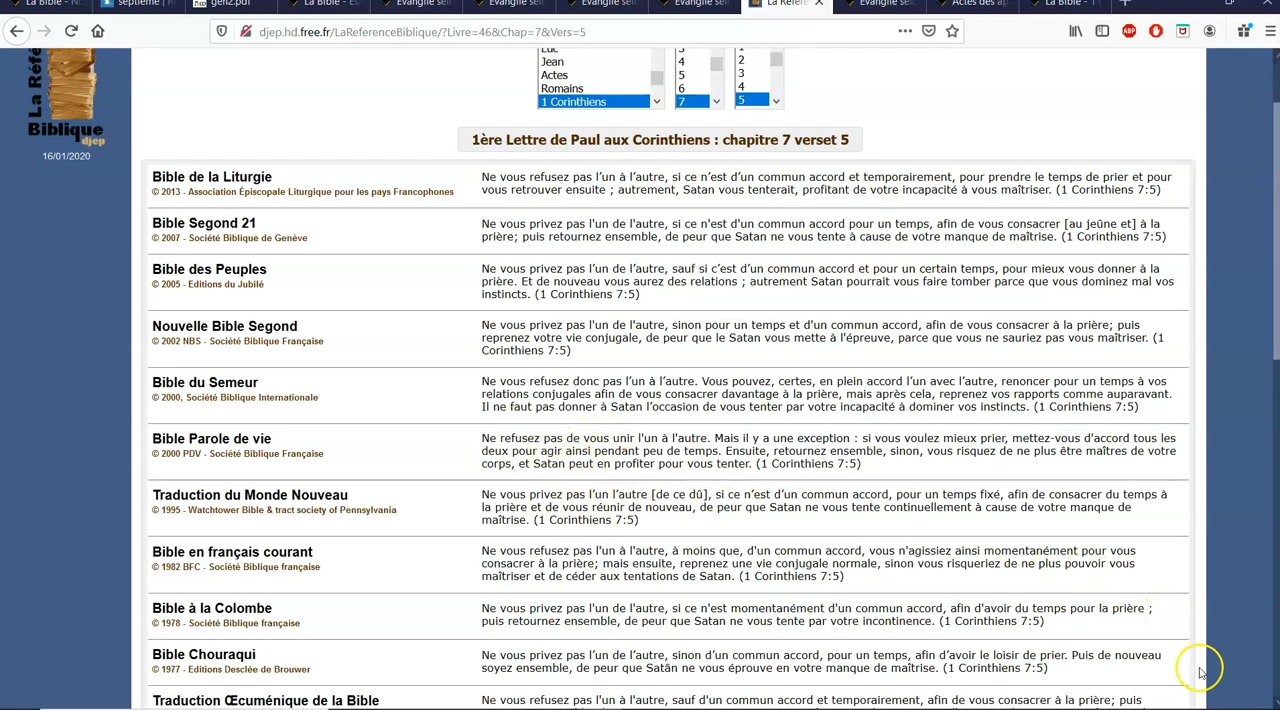 La Bible - N
septième |
gen2.pdf
La Bible - Es
Evangile selo
Evangile selo
Evangile selo
Evangile selo
La Référe
Evangile selo
Actes des ap
La Bible - 1 C
djep.hd.free.fr/LaReferenceBiblique/?Livre=46&Chap=7&Vers=5
ABP
Luc
Jean 4 2
Actes 5 3
Romains 6 4
1 Corinthiens 7 5
La Réfé
Biblique
djep
16/01/2020
1ère Lettre de Paul aux Corinthiens : chapitre 7 verset 5
Bible de la Liturgie
© 2013 - Association Épiscopale Liturgique pour les pays Francophones
Ne vous refusez pas l’un à l’autre, si ce n’est d’un commun accord et temporairement, pour prendre le temps de prier et pour
vous retrouver ensuite ; autrement, Satan vous tenterait, profitant de votre incapacité à vous maîtriser. (1 Corinthiens 7:5)
Bible Segond 21
© 2007 - Société Biblique de Genève
Ne vous privez pas l'un de l'autre, si ce n'est d'un commun accord pour un temps, afin de vous consacrer [au jeûne et] à la
prière; puis retournez ensemble, de peur que Satan ne vous tente à cause de votre manque de maîtrise. (1 Corinthiens 7:5)
Bible des Peuples
© 2005 - Editions du Jubilé
Ne vous privez pas l’un de l’autre, sauf si c’est d’un commun accord et pour un certain temps, pour mieux vous donner à la
prière. Et de nouveau vous aurez des relations ; autrement Satan pourrait vous faire tomber parce que vous dominez mal vos
instincts. (1 Corinthiens 7:5)
Nouvelle Bible Segond
© 2002 NBS - Société Biblique Française
Ne vous privez pas l'un de l'autre, sinon pour un temps et d'un commun accord, afin de vous consacrer à la prière; puis
reprenez votre vie conjugale, de peur que le Satan vous mette à l'épreuve, parce que vous ne sauriez pas vous maîtriser. (1
Corinthiens 7:5)
Bible du Semeur
© 2000, Société Biblique Internationale
Ne vous refusez donc pas l’un à l’autre. Vous pouvez, certes, en plein accord l’un avec l’autre, renoncer pour un temps à vos
relations conjugales afin de vous consacrer davantage à la prière, mais après cela, reprenez vos rapports comme auparavant.
Il ne faut pas donner à Satan l’occasion de vous tenter par votre incapacité à dominer vos instincts. (1 Corinthiens 7:5)
Bible Parole de vie
© 2000 PDV - Société Biblique Française
Ne refusez pas de vous unir l'un à l'autre. Mais il y a une exception : si vous voulez mieux prier, mettez-vous d'accord tous les
deux pour agir ainsi pendant peu de temps. Ensuite, retournez ensemble, sinon, vous risquez de ne plus être maîtres de votre
corps, et Satan peut en profiter pour vous tenter. (1 Corinthiens 7:5)
Traduction du Monde Nouveau
© 1995 - Watchtower Bible & tract society of Pennsylvania
Ne vous privez pas l’un l’autre [de ce dû], si ce n’est d’un commun accord, pour un temps fixé, afin de consacrer du temps à
la prière et de vous réunir de nouveau, de peur que Satan ne vous tente continuellement à cause de votre manque de
maîtrise. (1 Corinthiens 7:5)
Bible en français courant
© 1982 BFC - Société Biblique française
Ne vous refusez pas l'un à l'autre, à moins que, d'un commun accord, vous n'agissiez ainsi momentanément pour vous
consacrer à la prière; mais ensuite, reprenez une vie conjugale normale, sinon vous risqueriez de ne plus pouvoir vous
maîtriser et de céder aux tentations de Satan. (1 Corinthiens 7:5)
Bible à la Colombe
© 1978 - Société Biblique française
Ne vous privez pas l'un de l'autre, si ce n'est momentanément d'un commun accord, afin d'avoir du temps pour la prière ;
puis retournez ensemble, de peur que Satan ne vous tente par votre incontinence. (1 Corinthiens 7:5)
Bible Chouraqui
© 1977 - Editions Desclée de Brouwer
Ne vous privez pas l’un de l’autre, sinon d’un commun accord, pour un temps, afin d’avoir le loisir de prier. Puis de nouveau
soyez ensemble, de peur que Satân ne vous éprouve en votre manque de maîtrise. (1 Corinthiens 7:5)
Traduction Œcuménique de la Bible
Ne vous refusez pas l'un à l'autre, sauf d'un commun accord et temporairement, afin de vous consacrer à la prière; puis